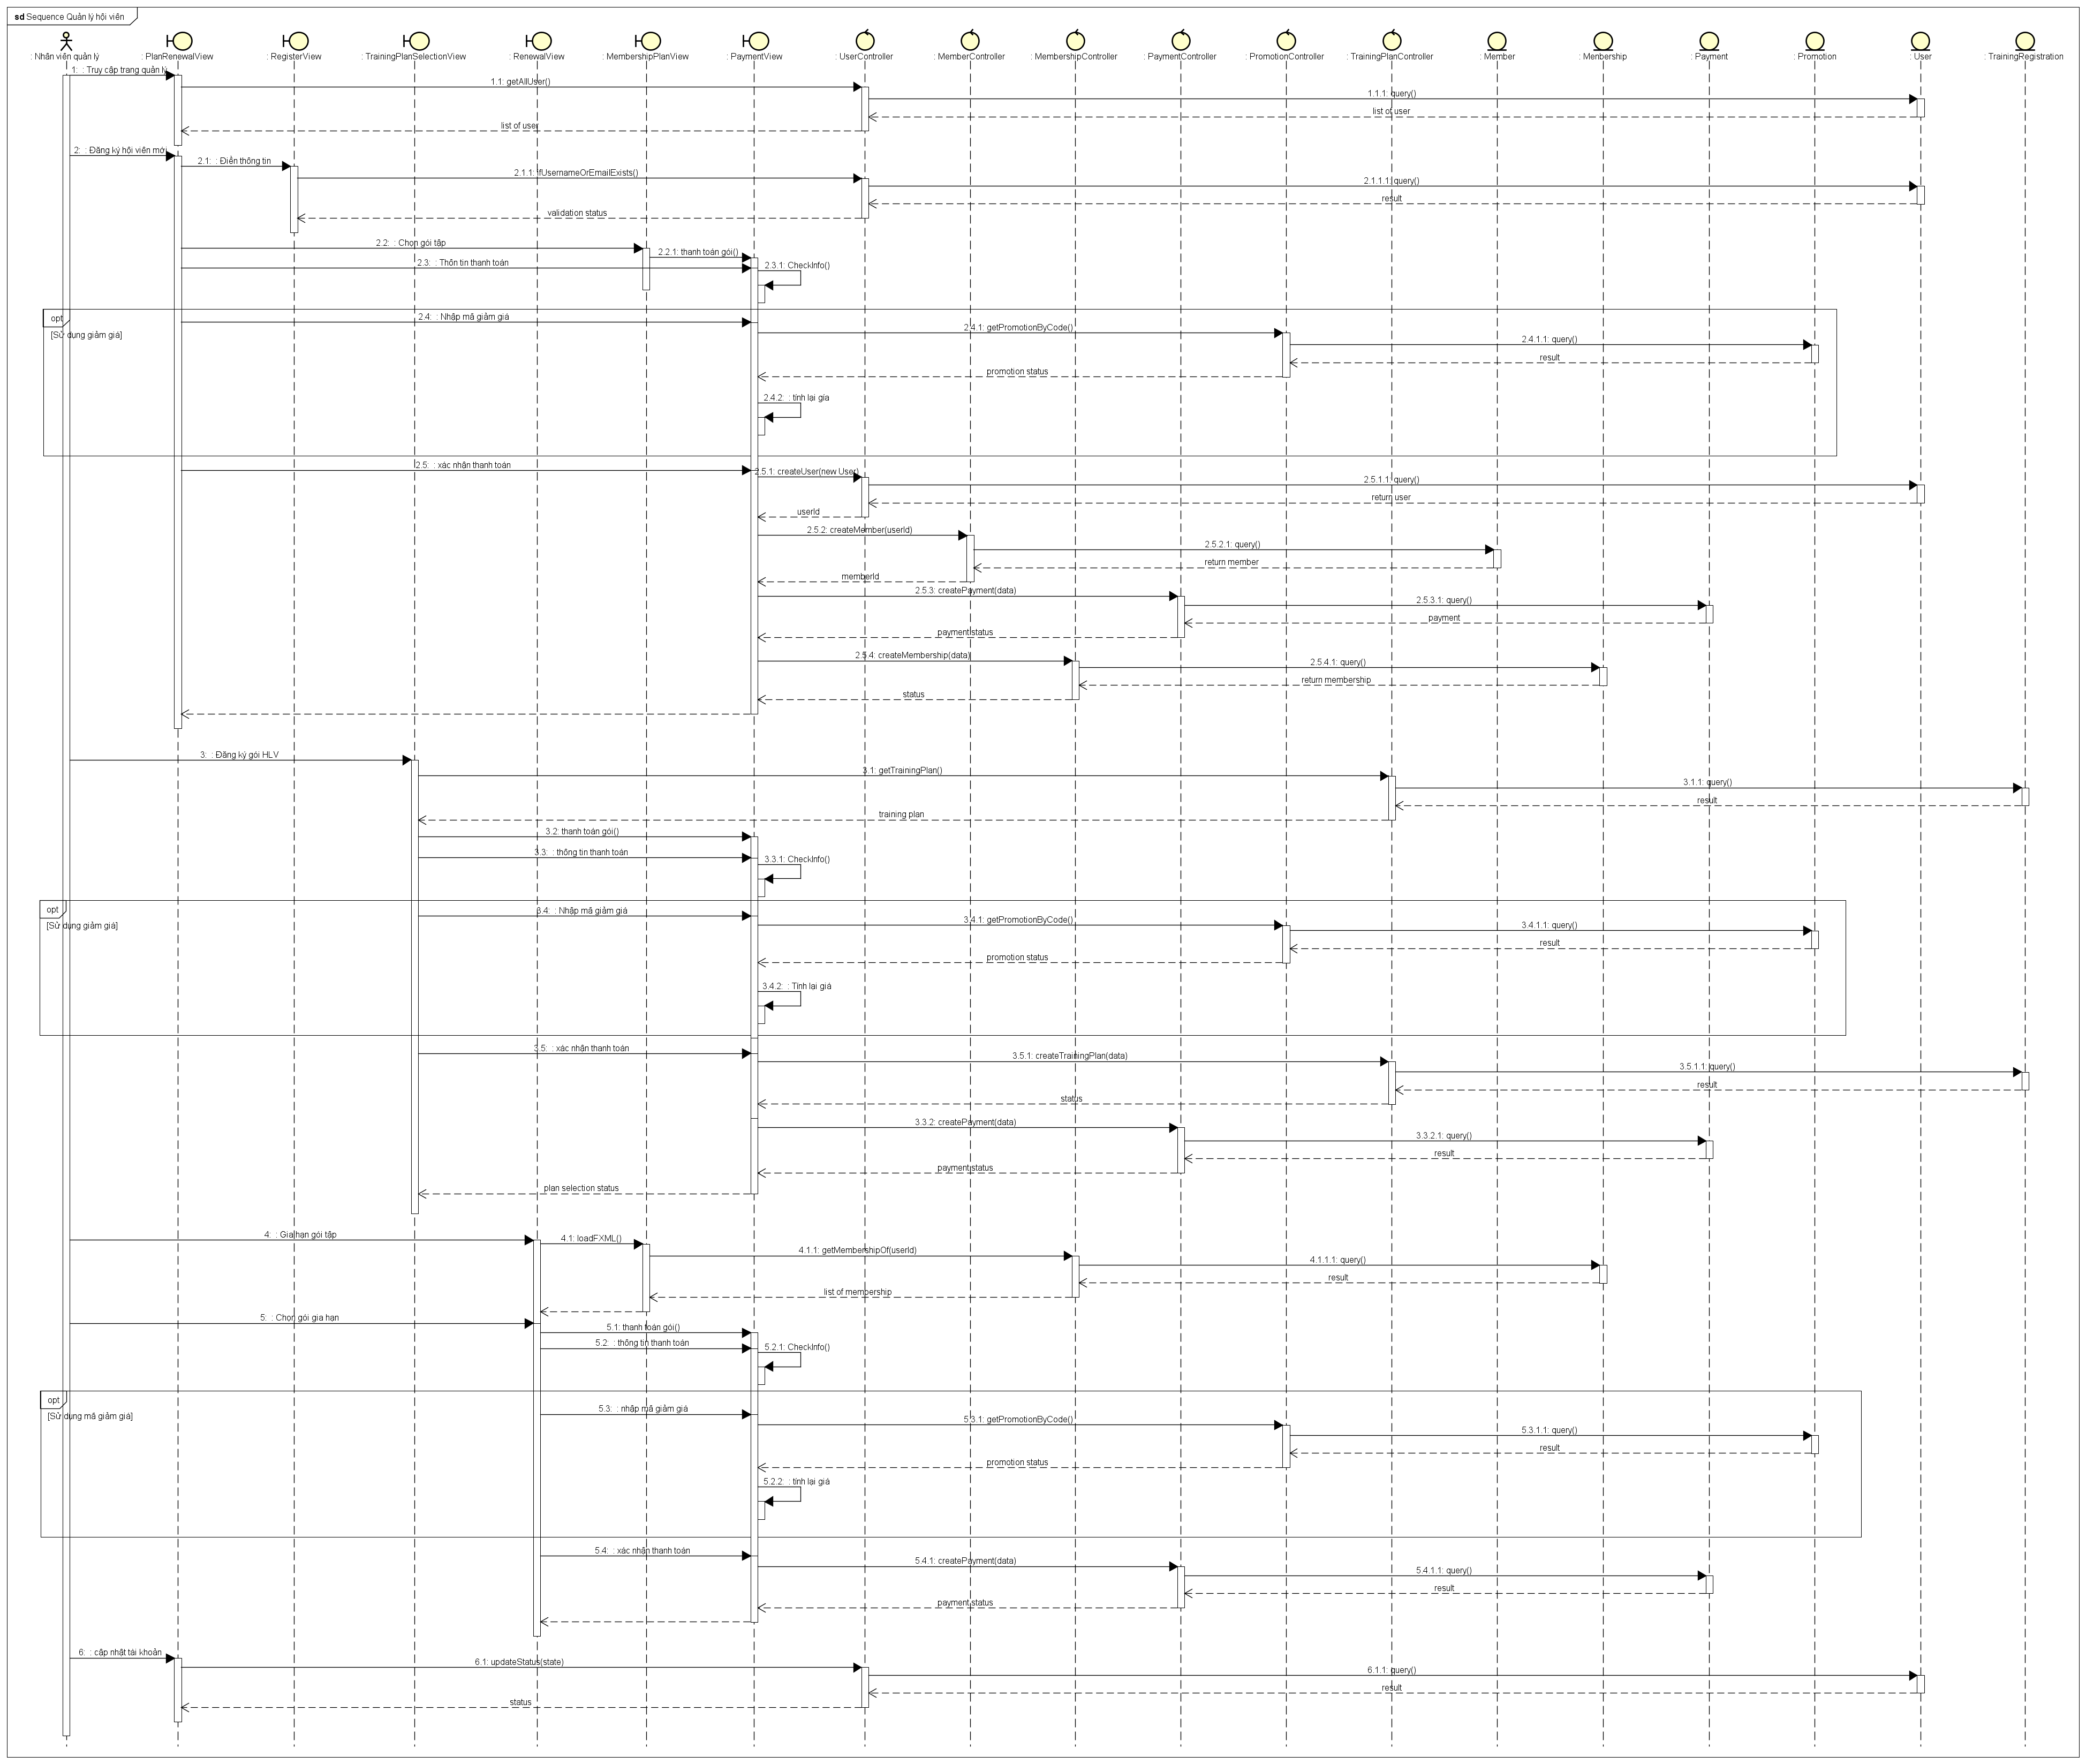 sd Sequence Quản lý hội viên
: Nhân viên quản lý
: PlanRenewalView
: RegisterView
: TrainingPlanSelectionView
: RenewalView
: MembershipPlanView
: PaymentView
: UserController
: MemberController
: MembershipController
: PaymentController
: PromotionController
: TrainingPlanController
: Member
: Menbership
: Payment
: Promotion
: User
: TrainingRegistration
1: : Truy cập trang quản lý
1.1: getAllUser()
1.1.1: query()
list of user
list of user
2: : Đăng ký hội viên mới
2.1: : Điền thông tin
2.1.1: ifUsernameOrEmailExists()
2.1.1.1: query()
result
validation status
2.2: : Chọn gói tập
2.2.1: thanh toán gói()
2.3: : Thôn tin thanh toán
2.3.1: CheckInfo()
opt
[Sử dụng giảm giá]
2.4: : Nhập mã giảm giá
2.4.1: getPromotionByCode()
2.4.1.1: query()
result
promotion status
2.4.2: : tính lại gía
2.5: : xác nhận thanh toán
2.5.1: createUser(new User)
2.5.1.1: query()
return user
userId
2.5.2: createMember(userId)
2.5.2.1: query()
return member
memberId
2.5.3: createPayment(data)
2.5.3.1: query()
payment
payment status
2.5.4: createMembership(data)
2.5.4.1: query()
return membership
status
3: : Đăng ký gói HLV
3.1: getTrainingPlan()
3.1.1: query()
result
training plan
3.2: thanh toán gói()
3.3: : thông tin thanh toán
3.3.1: CheckInfo()
opt
[Sử dụng giảm giá]
3.4: : Nhập mã giảm giá
3.4.1: getPromotionByCode()
3.4.1.1: query()
result
promotion status
3.4.2: : Tính lại giá
3.5: : xác nhận thanh toán
3.5.1: createTrainingPlan(data)
3.5.1.1: query()
result
status
3.3.2: createPayment(data)
3.3.2.1: query()
result
payment status
plan selection status
4: : Gia hạn gói tập
4.1: loadFXML()
4.1.1: getMembershipOf(userId)
4.1.1.1: query()
result
list of membership
5: : Chọn gói gia hạn
5.1: thanh toán gói()
5.2: : thông tin thanh toán
5.2.1: CheckInfo()
opt
[Sử dụng mã giảm giá]
5.3: : nhập mã giảm giá
5.3.1: getPromotionByCode()
5.3.1.1: query()
result
promotion status
5.2.2: : tính lại giá
5.4: : xác nhận thanh toán
5.4.1: createPayment(data)
5.4.1.1: query()
result
payment status
6: : cập nhật tài khoản
6.1: updateStatus(state)
6.1.1: query()
result
status